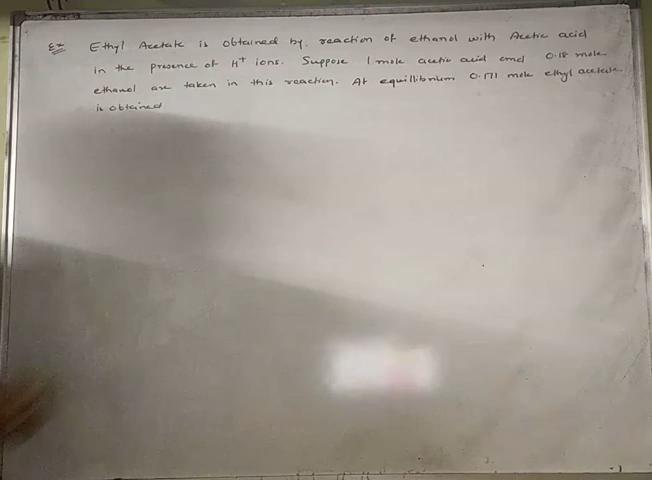 Ex Ethyl Acetate is obtained by reaction of ethanol with Acetic acid
in the presence of H+ ions. Suppose 1 mole acetic acid and 0.18 mole
ethanol are taken in this reaction. At equillibrium 0.171 mole ethyl acetate
is obtained